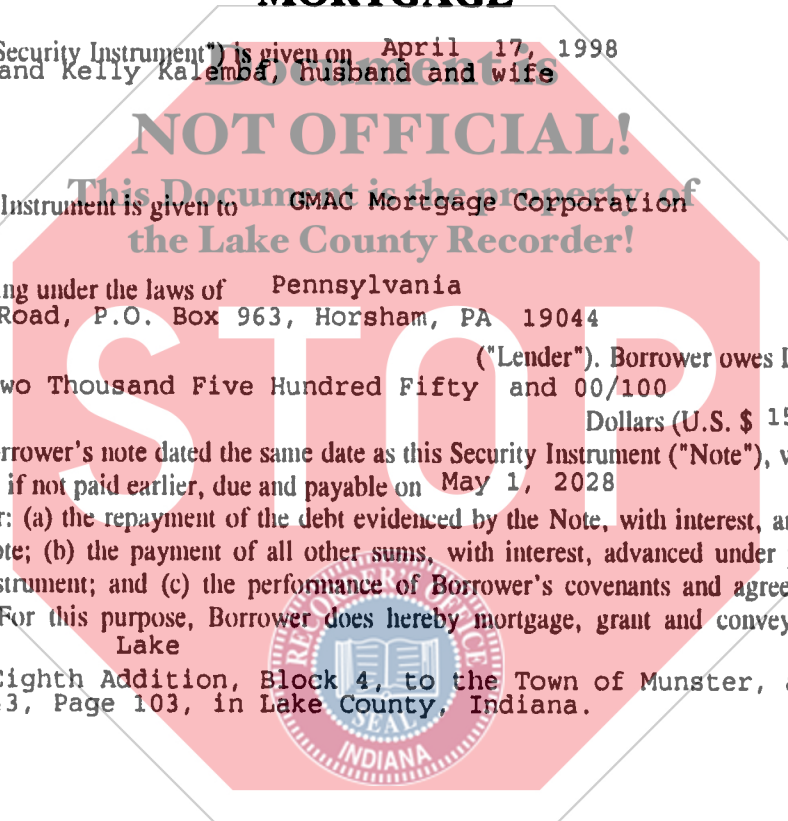 MORTGAGE
Security Instrument") is given on April 17, 1998
and Kelly Kalemba, husband and wife
Document is
NOT OFFICIAL!
This Document is the property of
the Lake County Recorder!
Instrument is given to GMAC Mortgage Corporation
ng under the laws of Pennsylvania
Road, P.O. Box 963, Horsham, PA 19044
STOP
("Lender"). Borrower owes
wo Thousand Five Hundred Fifty and 00/100
Dollars (U.S. $ 15
rrower's note dated the same date as this Security Instrument ("Note"),
if not paid earlier, due and payable on May 1, 2028
r: (a) the repayment of the debt evidenced by the Note, with interest,
ote; (b) the payment of all other sums, with interest, advanced under
strument; and (c) the performance of Borrower's covenants and agree
For this purpose, Borrower does hereby mortgage, grant and convey
Lake
Eighth Addition, Block 4, to the Town of Munster,
3, Page 103, in Lake County, Indiana.
RECORDER'S OFFICE
SEAL
INDIANA